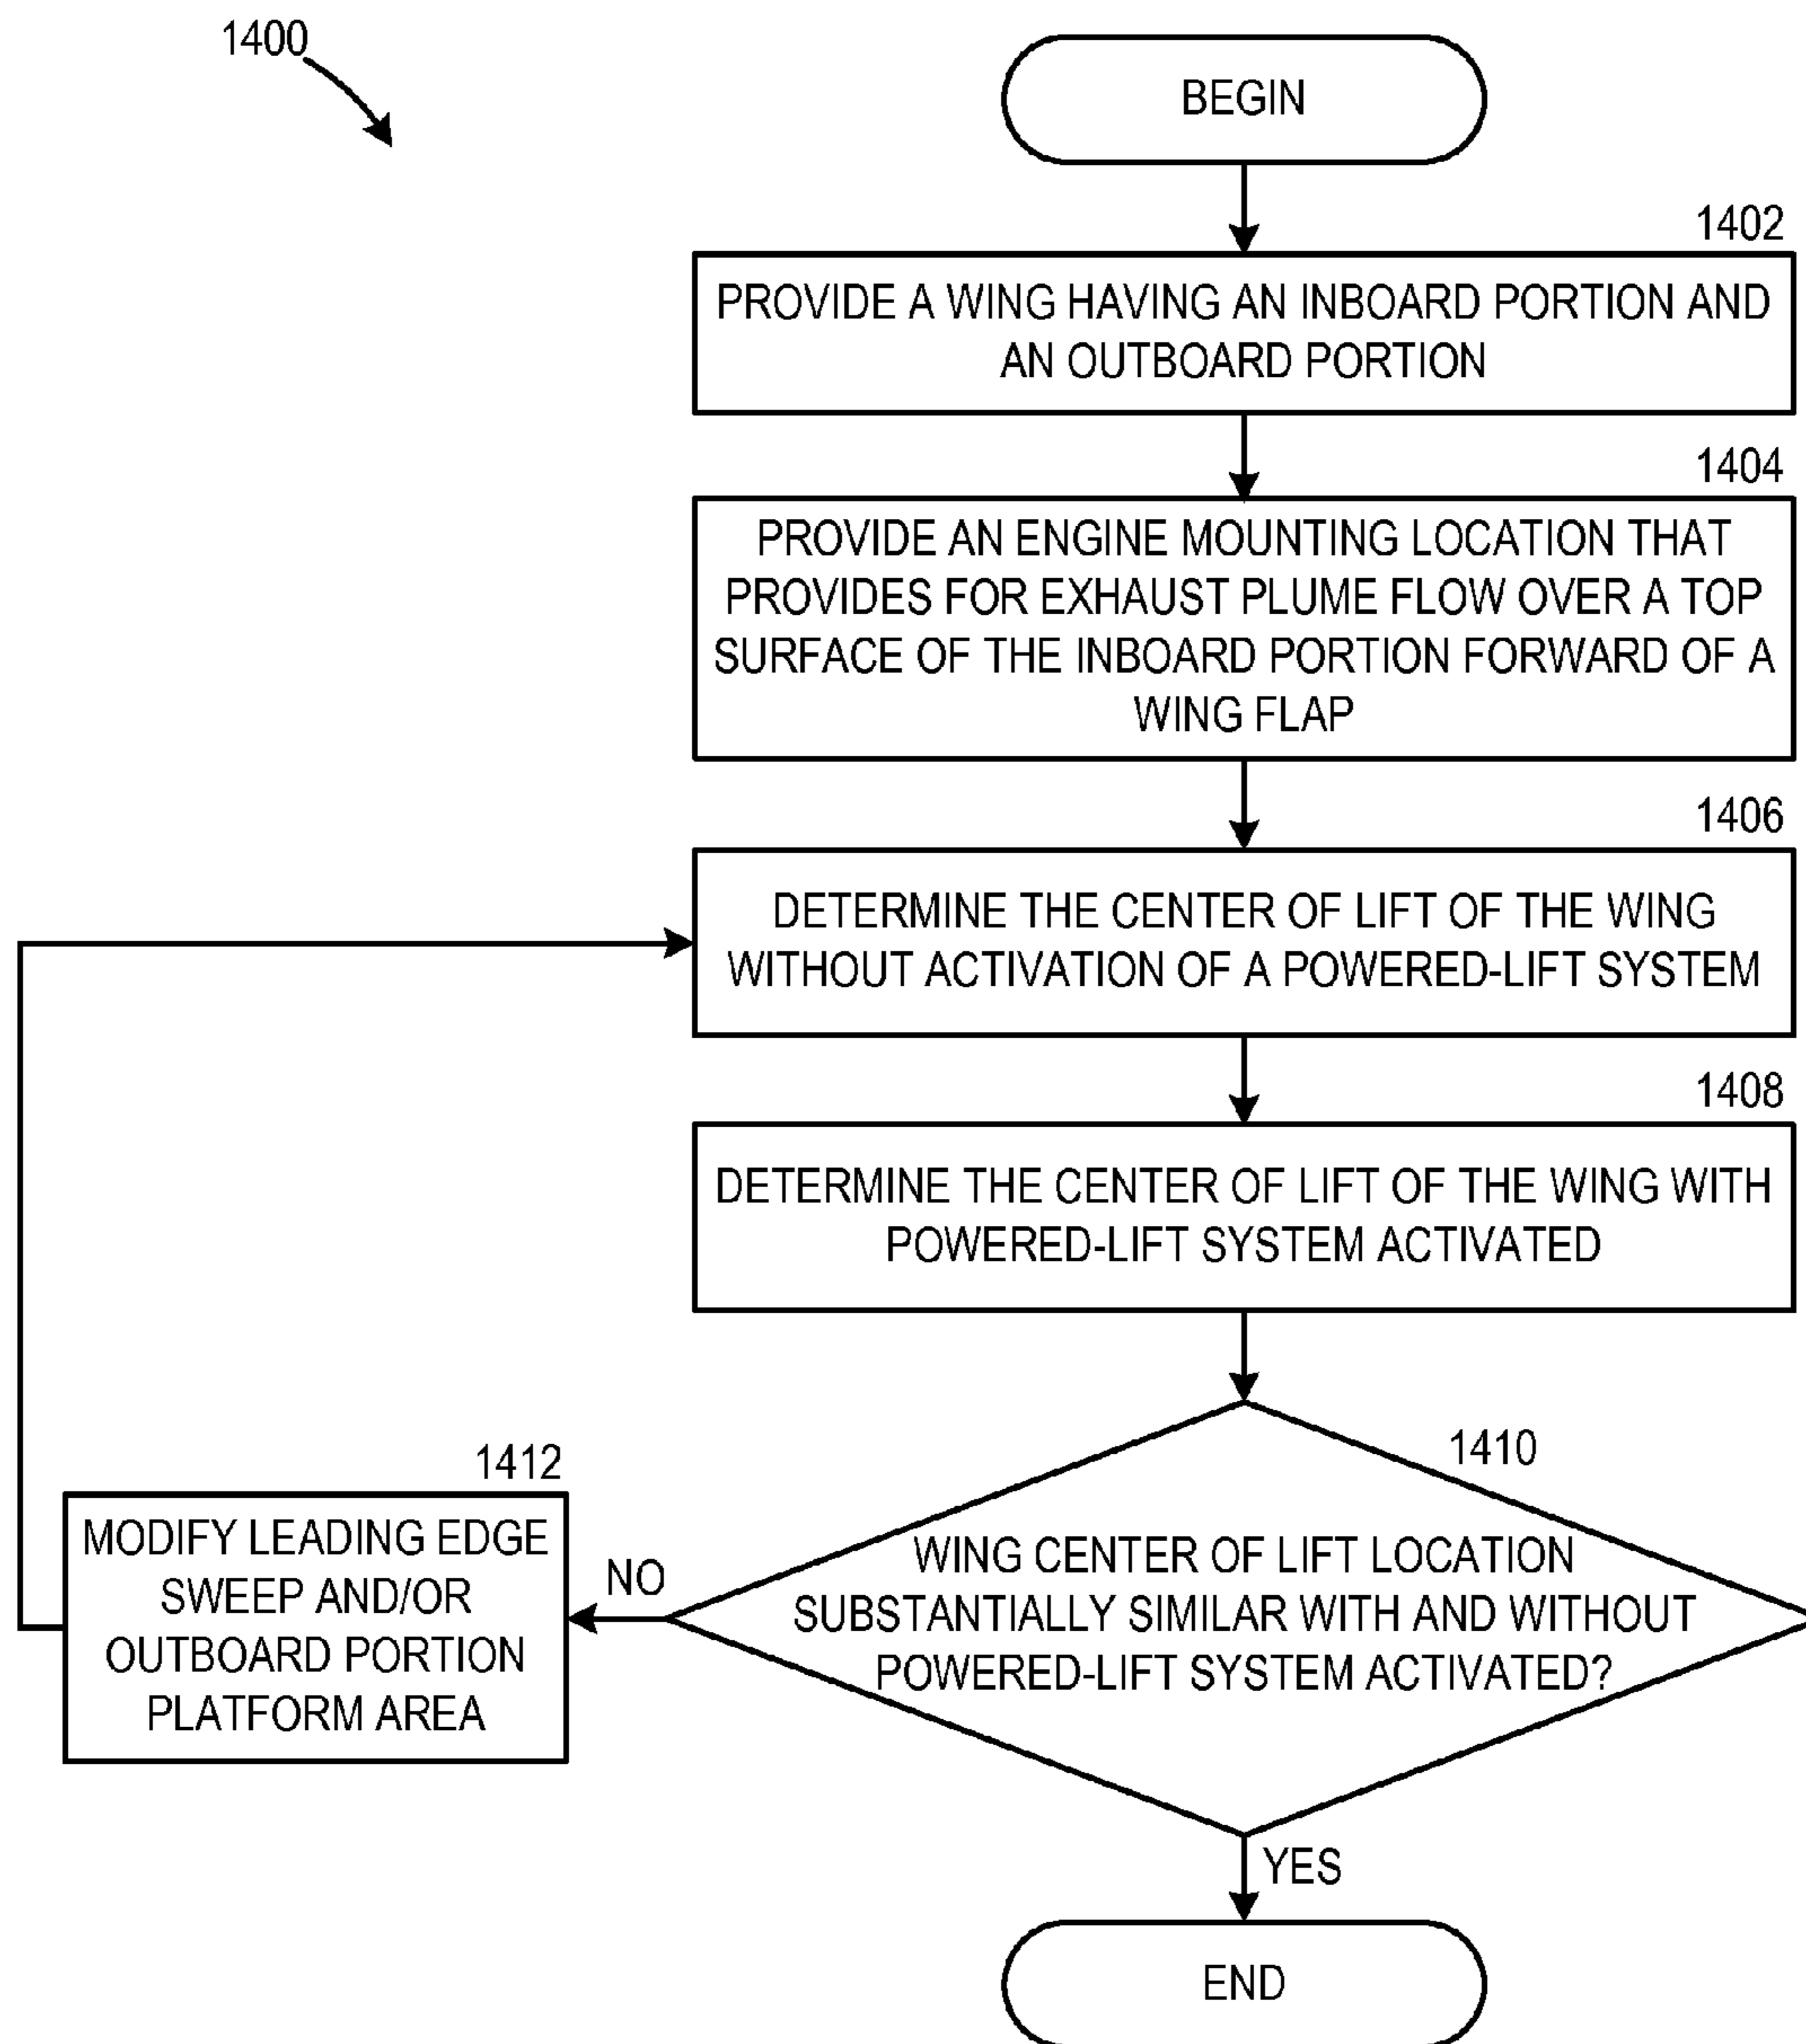 1400
BEGIN
1402
PROVIDE A WING HAVING AN INBOARD PORTION AND
AN OUTBOARD PORTION
1404
PROVIDE AN ENGINE MOUNTING LOCATION THAT
PROVIDES FOR EXHAUST PLUME FLOW OVER A TOP
SURFACE OF THE INBOARD PORTION FORWARD OF A
WING FLAP
1406
DETERMINE THE CENTER OF LIFT OF THE WING
WITHOUT ACTIVATION OF A POWERED-LIFT SYSTEM
1408
DETERMINE THE CENTER OF LIFT OF THE WING WITH
POWERED-LIFT SYSTEM ACTIVATED
1410
WING CENTER OF LIFT LOCATION
SUBSTANTIALLY SIMILAR WITH AND WITHOUT
POWERED-LIFT SYSTEM ACTIVATED?
NO
1412
MODIFY LEADING EDGE
SWEEP AND/OR
OUTBOARD PORTION
PLATFORM AREA
YES
END